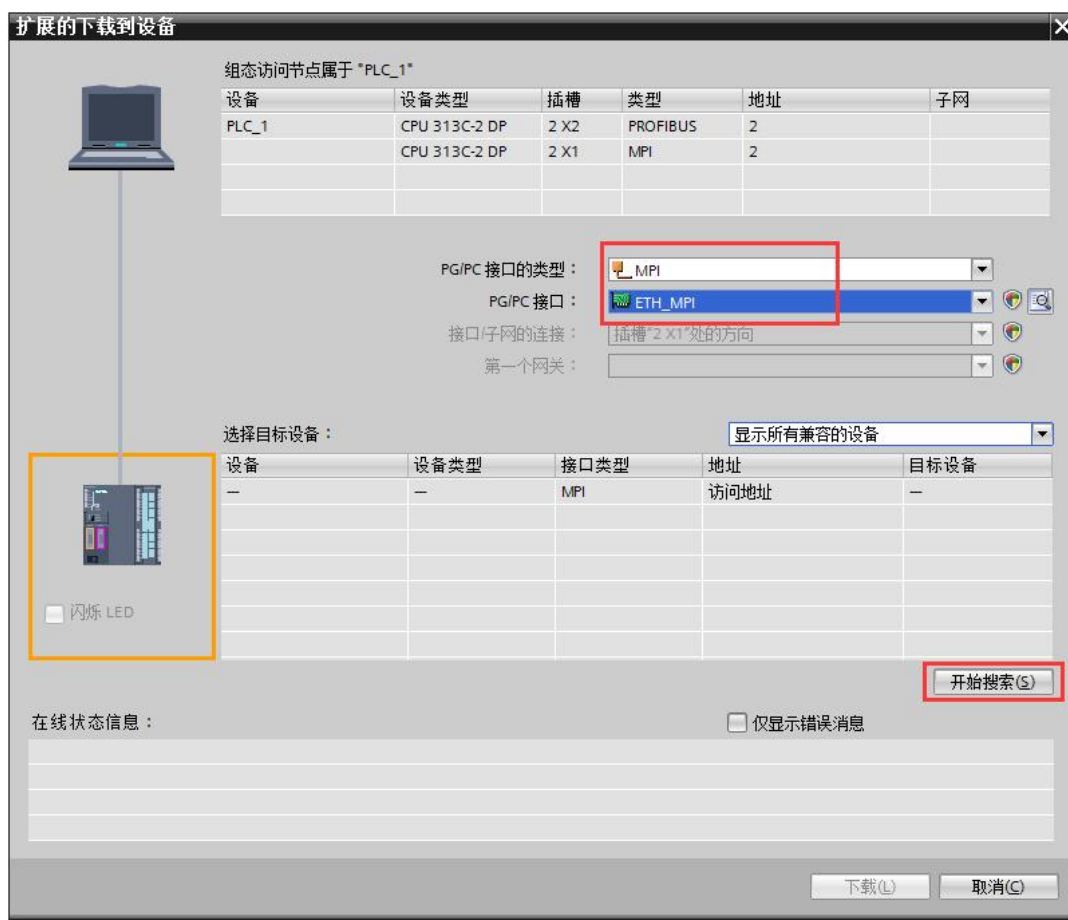 扩展的下载到设备
组态访问节点属于 "PLC_1"
设备 设备类型 插槽 类型 地址 子网
PLC_1 CPU 313C-2 DP 2 X2 PROFIBUS 2
CPU 313C-2 DP 2 X1 MPI 2
PG/PC 接口的类型： MPI
PG/PC 接口： ETH_MPI
接口/子网的连接： 插槽"2 X1"处的方向
第一个网关：
选择目标设备： 显示所有兼容的设备
设备 设备类型 接口类型 地址 目标设备
— — MPI 访问地址 —
闪烁 LED
开始搜索(S)
在线状态信息： 仅显示错误消息
下载(L) 取消(C)